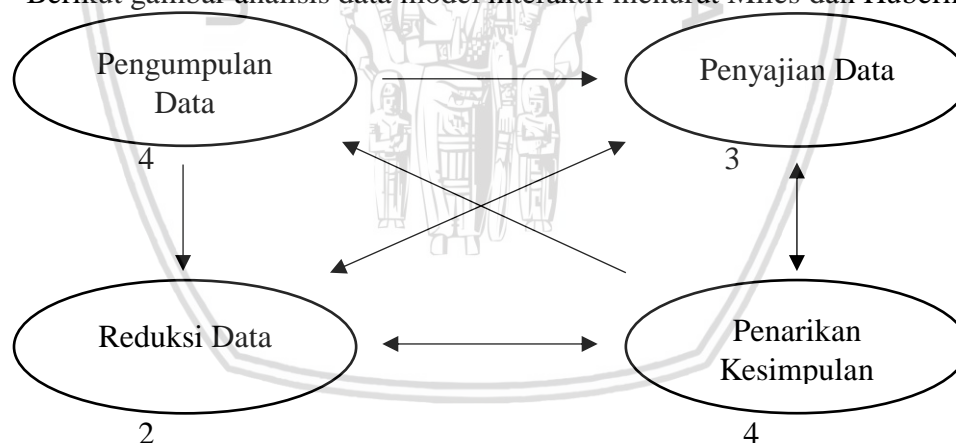 Berikut gambar analisis data model interaktif menurut Miles dan
Pengumpulan
Data
4
Penyajian Data
3
Reduksi Data
2
Penarikan
Kesimpulan
4